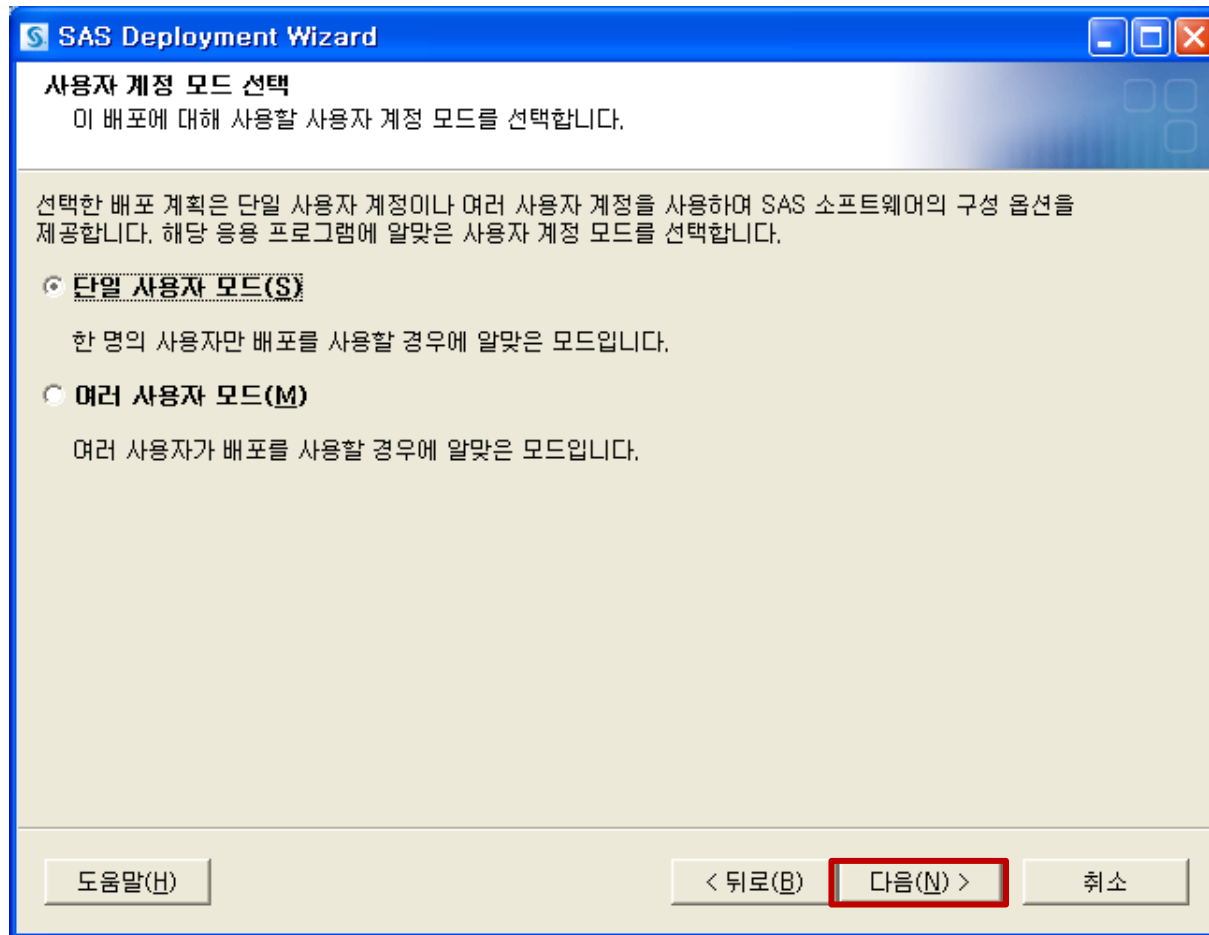 SAS Deployment Wizard
사용자 계정 모드 선택
이 배포에 대해 사용할 사용자 계정 모드를 선택합니다.
선택한 배포 계획은 단일 사용자 계정이나 여러 사용자 계정을 사용하며 SAS 소프트웨어의 구성 옵션을
제공합니다. 해당 응용 프로그램에 알맞은 사용자 계정 모드를 선택합니다.
단일 사용자 모드(S)
한 명의 사용자만 배포를 사용할 경우에 알맞은 모드입니다.
여러 사용자 모드(M)
여러 사용자가 배포를 사용할 경우에 알맞은 모드입니다.
도움말(H) < 뒤로(B) 다음(N) > 취소